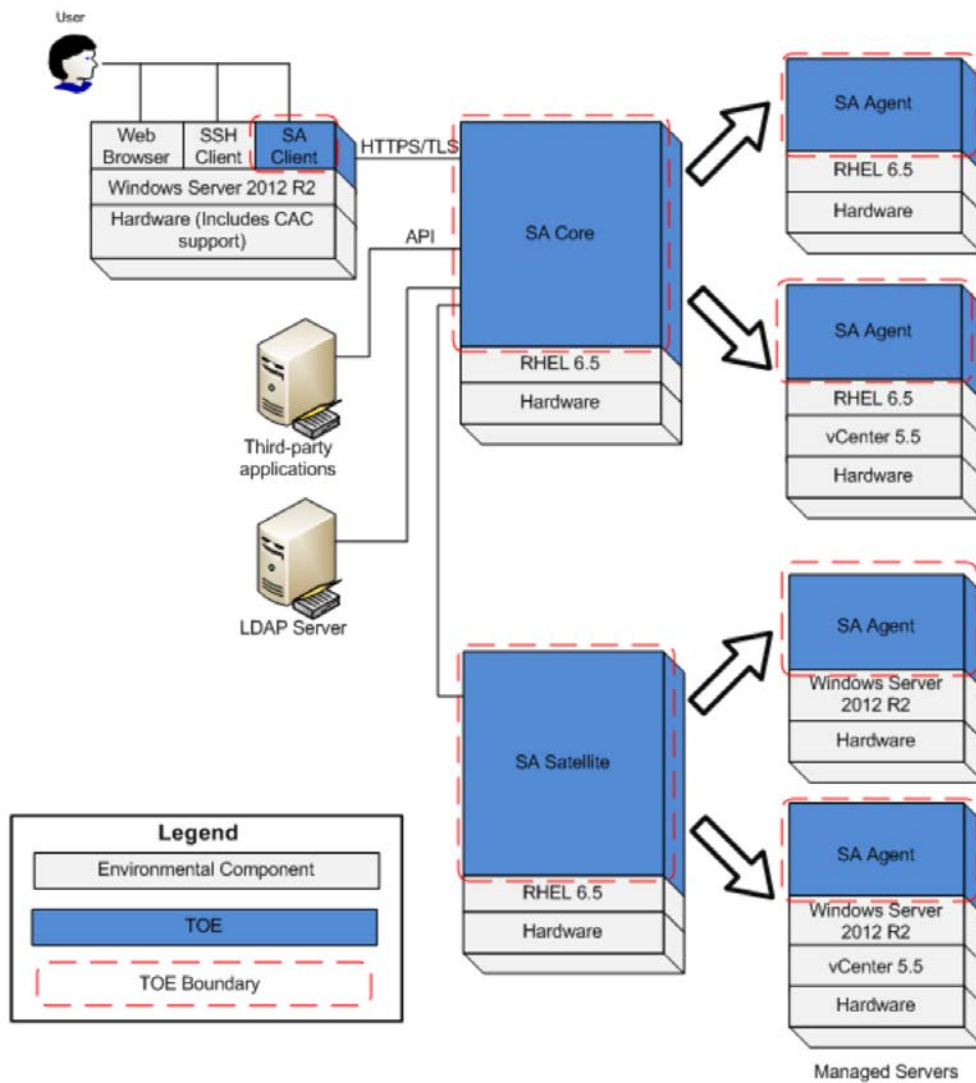 User
Web
Browser
SSH
Client
SA
Client
Windows Server 2012 R2
Hardware (Includes CAC
support)
HTTPS/TLS
API
SA Core
RHEL 6.5
Hardware
Third-party
applications
LDAP Server
SA Satellite
RHEL 6.5
Hardware
SA Agent
RHEL 6.5
Hardware
SA Agent
RHEL 6.5
vCenter 5.5
Hardware
SA Agent
Windows Server
2012 R2
Hardware
SA Agent
Windows Server
2012 R2
vCenter 5.5
Hardware
Managed Servers
Legend
Environmental Component
TOE
TOE Boundary